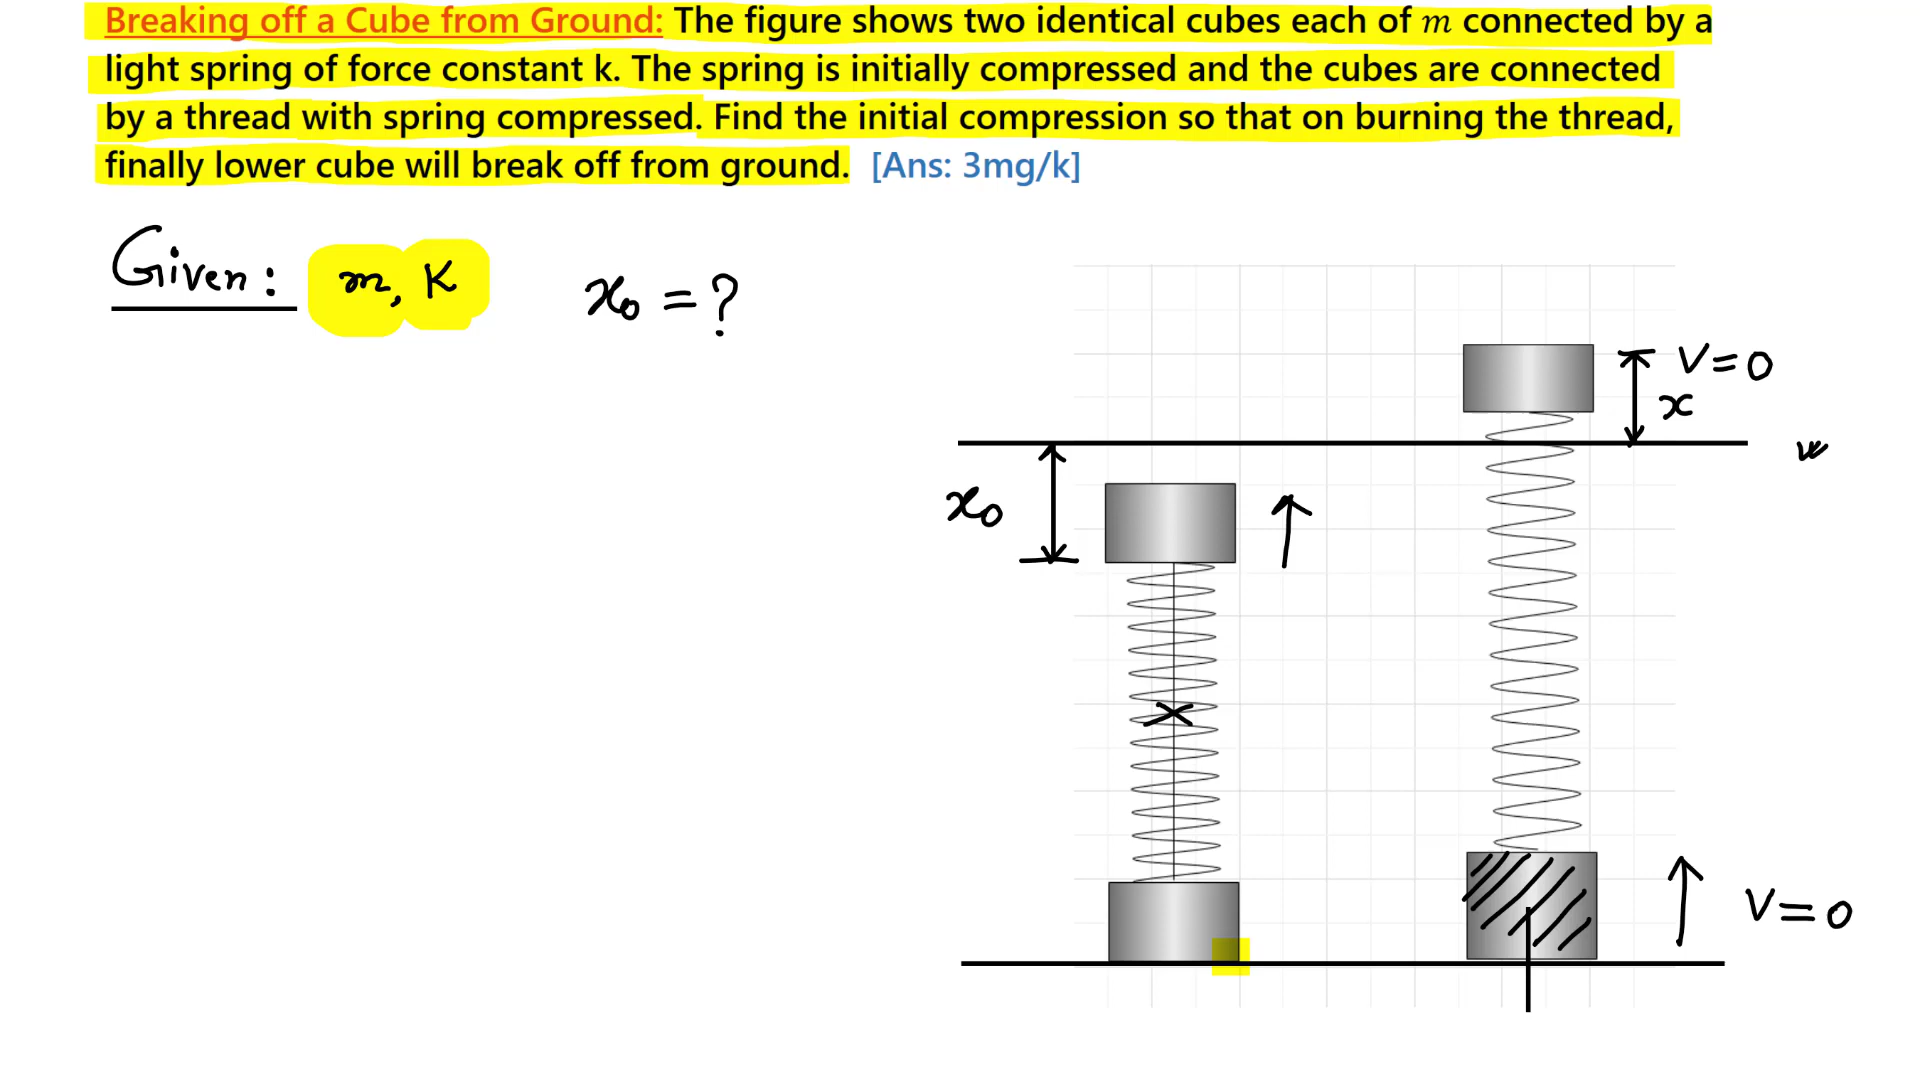 Breaking off a Cube from Ground: The figure shows two identical cubes each of m connected by a
light spring of force constant k. The spring is initially compressed and the cubes are connected
by a thread with spring compressed. Find the initial compression so that on burning the thread,
finally lower cube will break off from ground. [Ans: 3mg/k]
Given: m, K x₀ = ?
V=0
x
x₀
V=0